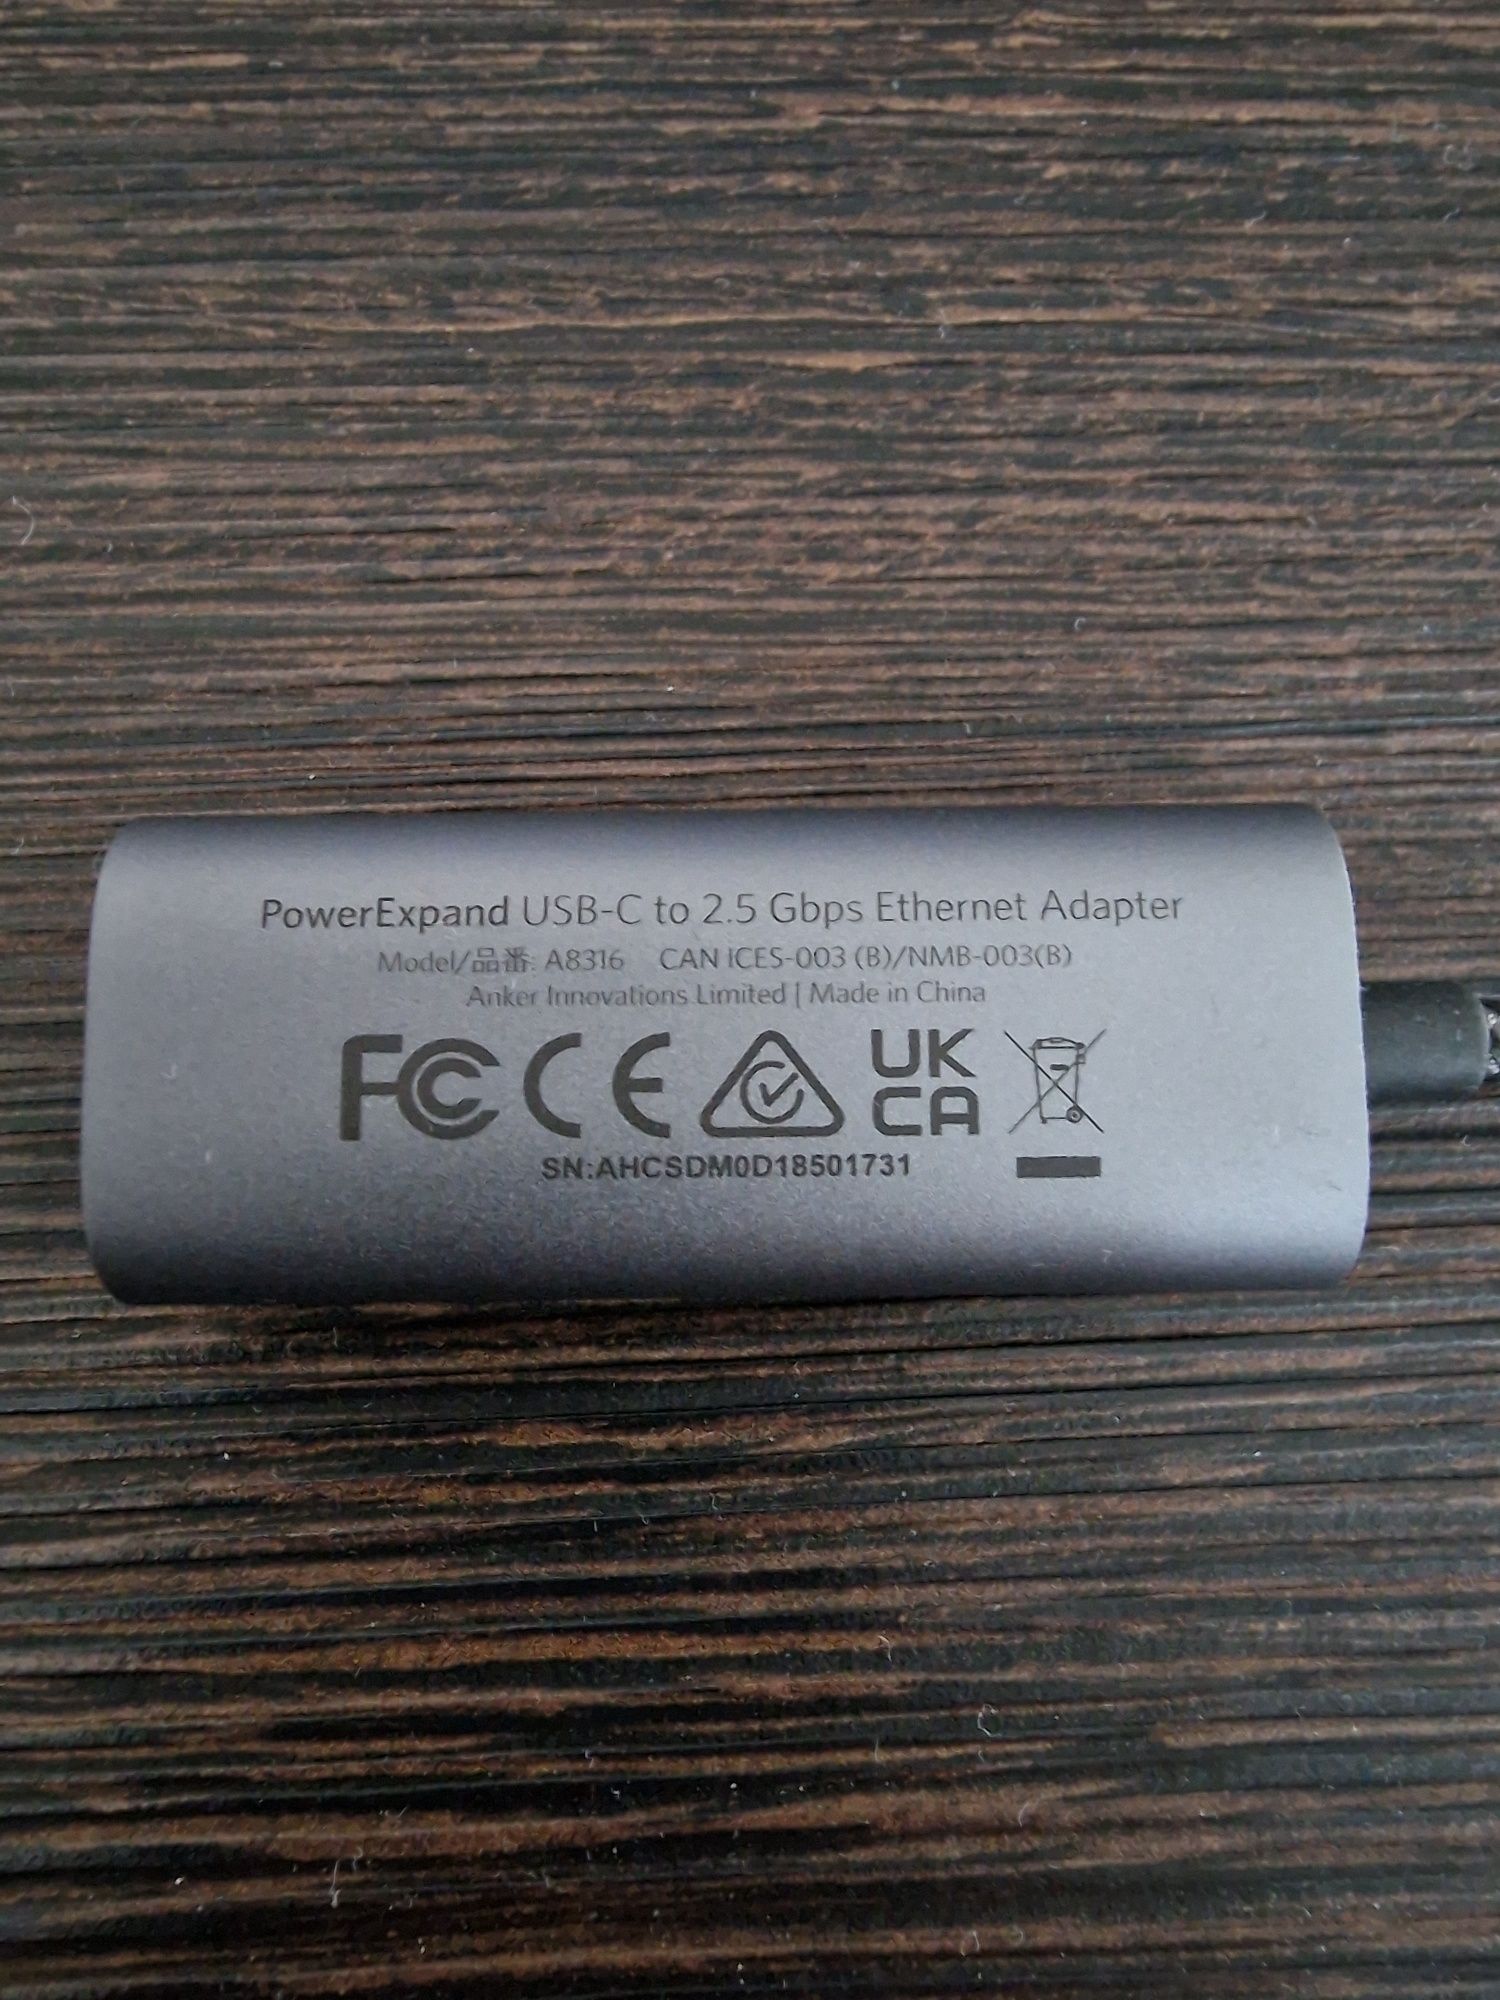 PowerExpand USB-C to 2.5 Gbps Ethernet Adapter
Model/品番: A8316 CAN ICES-003 (B)/NMB-003(B)
Anker Innovations Limited | Made in China
FC CE UK
CA
SN:AHCSDM0D18501731